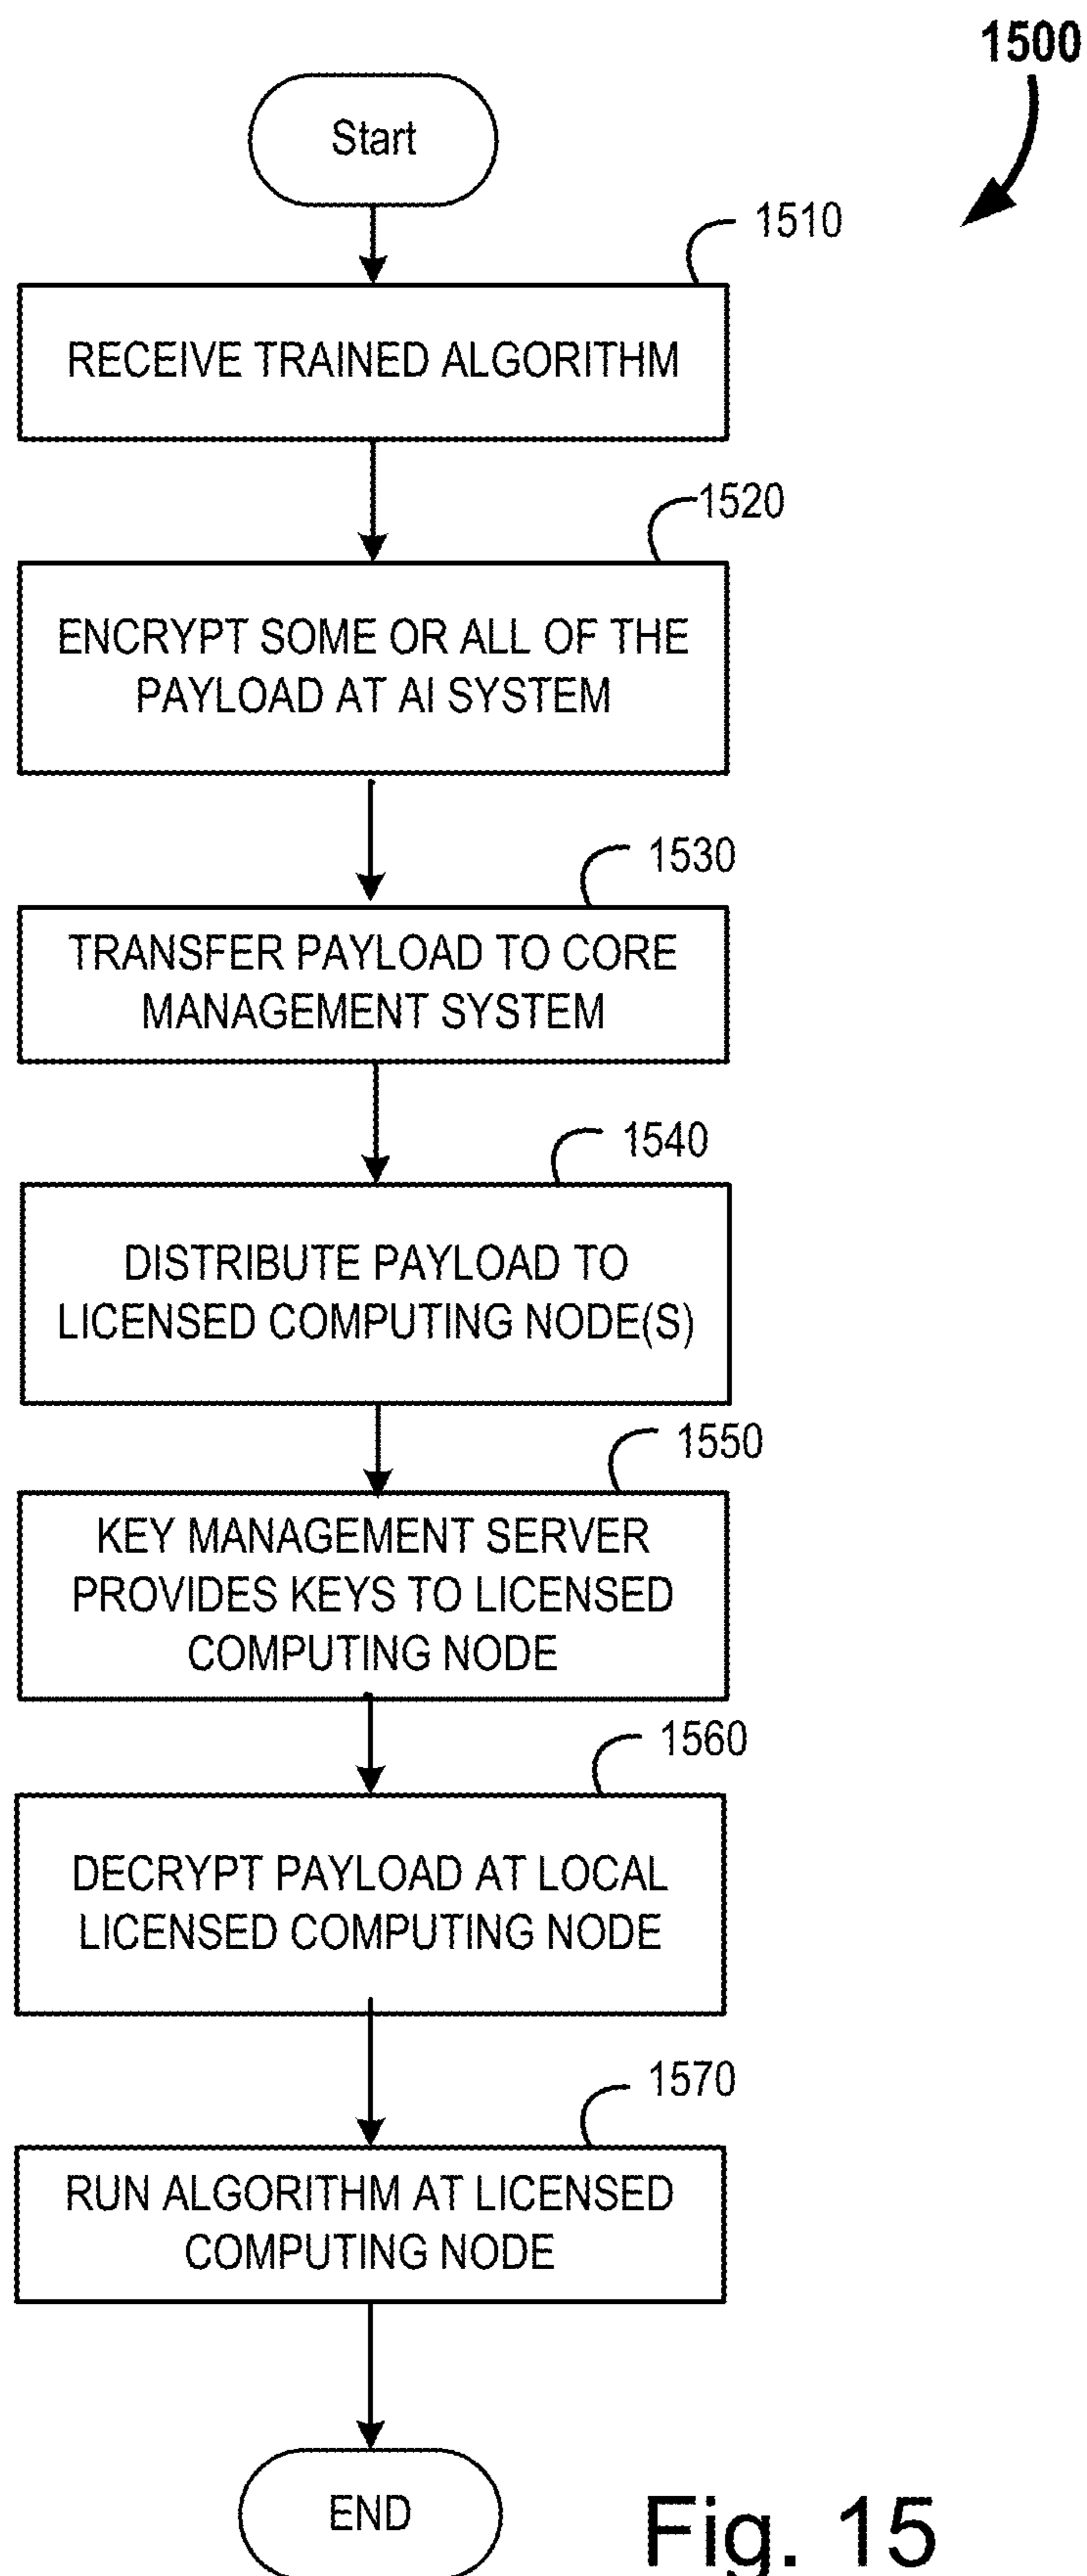 1500
Start
1510
RECEIVE TRAINED ALGORITHM
1520
ENCRYPT SOME OR ALL OF THE
PAYLOAD AT AI SYSTEM
1530
TRANSFER PAYLOAD TO CORE
MANAGEMENT SYSTEM
1540
DISTRIBUTE PAYLOAD TO
LICENSED COMPUTING NODE(S)
1550
KEY MANAGEMENT SERVER
PROVIDES KEYS TO LICENSED
COMPUTING NODE
1560
DECRYPT PAYLOAD AT LOCAL
LICENSED COMPUTING NODE
1570
RUN ALGORITHM AT LICENSED
COMPUTING NODE
END
Fig. 15